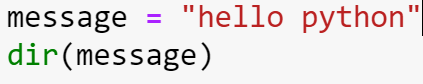 message = "hello python"
dir(message)